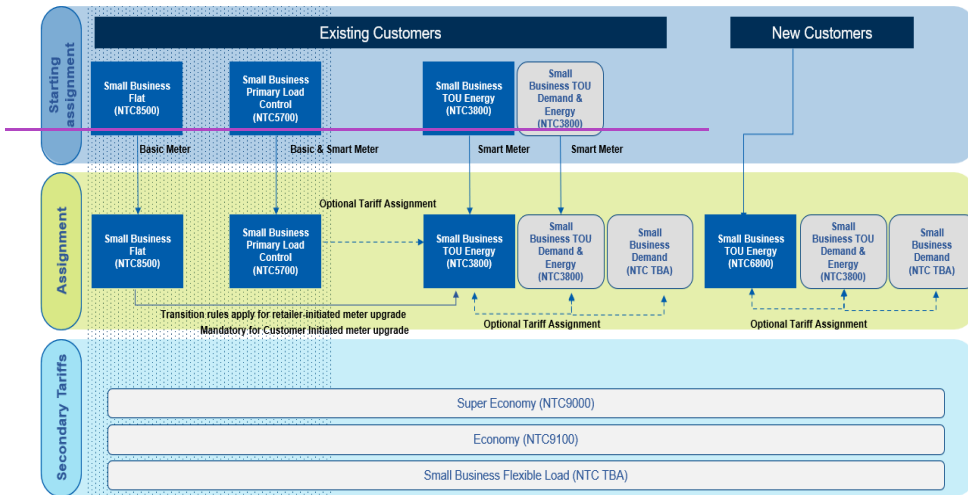 Starting
assignment
Existing Customers
New Customers
Small Business
Flat
(NTC8500)
Small Business
Primary Load
Control
(NTC5700)
Small Business
TOU Energy
(NTC3800)
Small
Business TOU
Demand &
Energy
(NTC3800)
Basic Meter
Basic & Smart Meter
Smart Meter
Smart Meter
Assignment
Optional Tariff Assignment
Small Business
Flat
(NTC8500)
Small Business
Primary Load
Control
(NTC5700)
Small Business
TOU Energy
(NTC3800)
Small
Business TOU
Demand &
Energy
(NTC3800)
Small
Business
Demand
(NTC TBA)
Small Business
TOU Energy
(NTC6800)
Small
Business TOU
Demand &
Energy
(NTC3800)
Small
Business
Demand
(NTC TBA)
Transition rules apply for retailer-initiated meter upgrade
Mandatory for Customer Initiated meter upgrade
Optional Tariff Assignment
Optional Tariff Assignment
Secondary Tariffs
Super Economy (NTC9000)
Economy (NTC9100)
Small Business Flexible Load (NTC TBA)